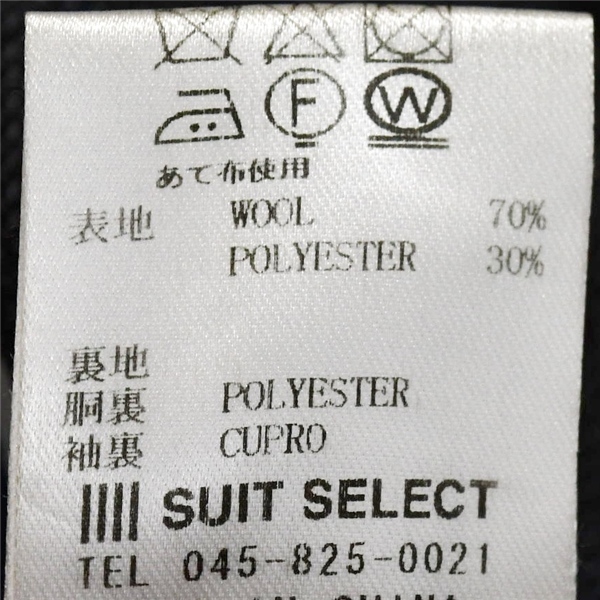 F W
あて布使用
表地 WOOL 70%
POLYESTER 30%
裏地
胴裏 POLYESTER
袖裏 CUPRO
SUIT SELECT
TEL 045-825-0021